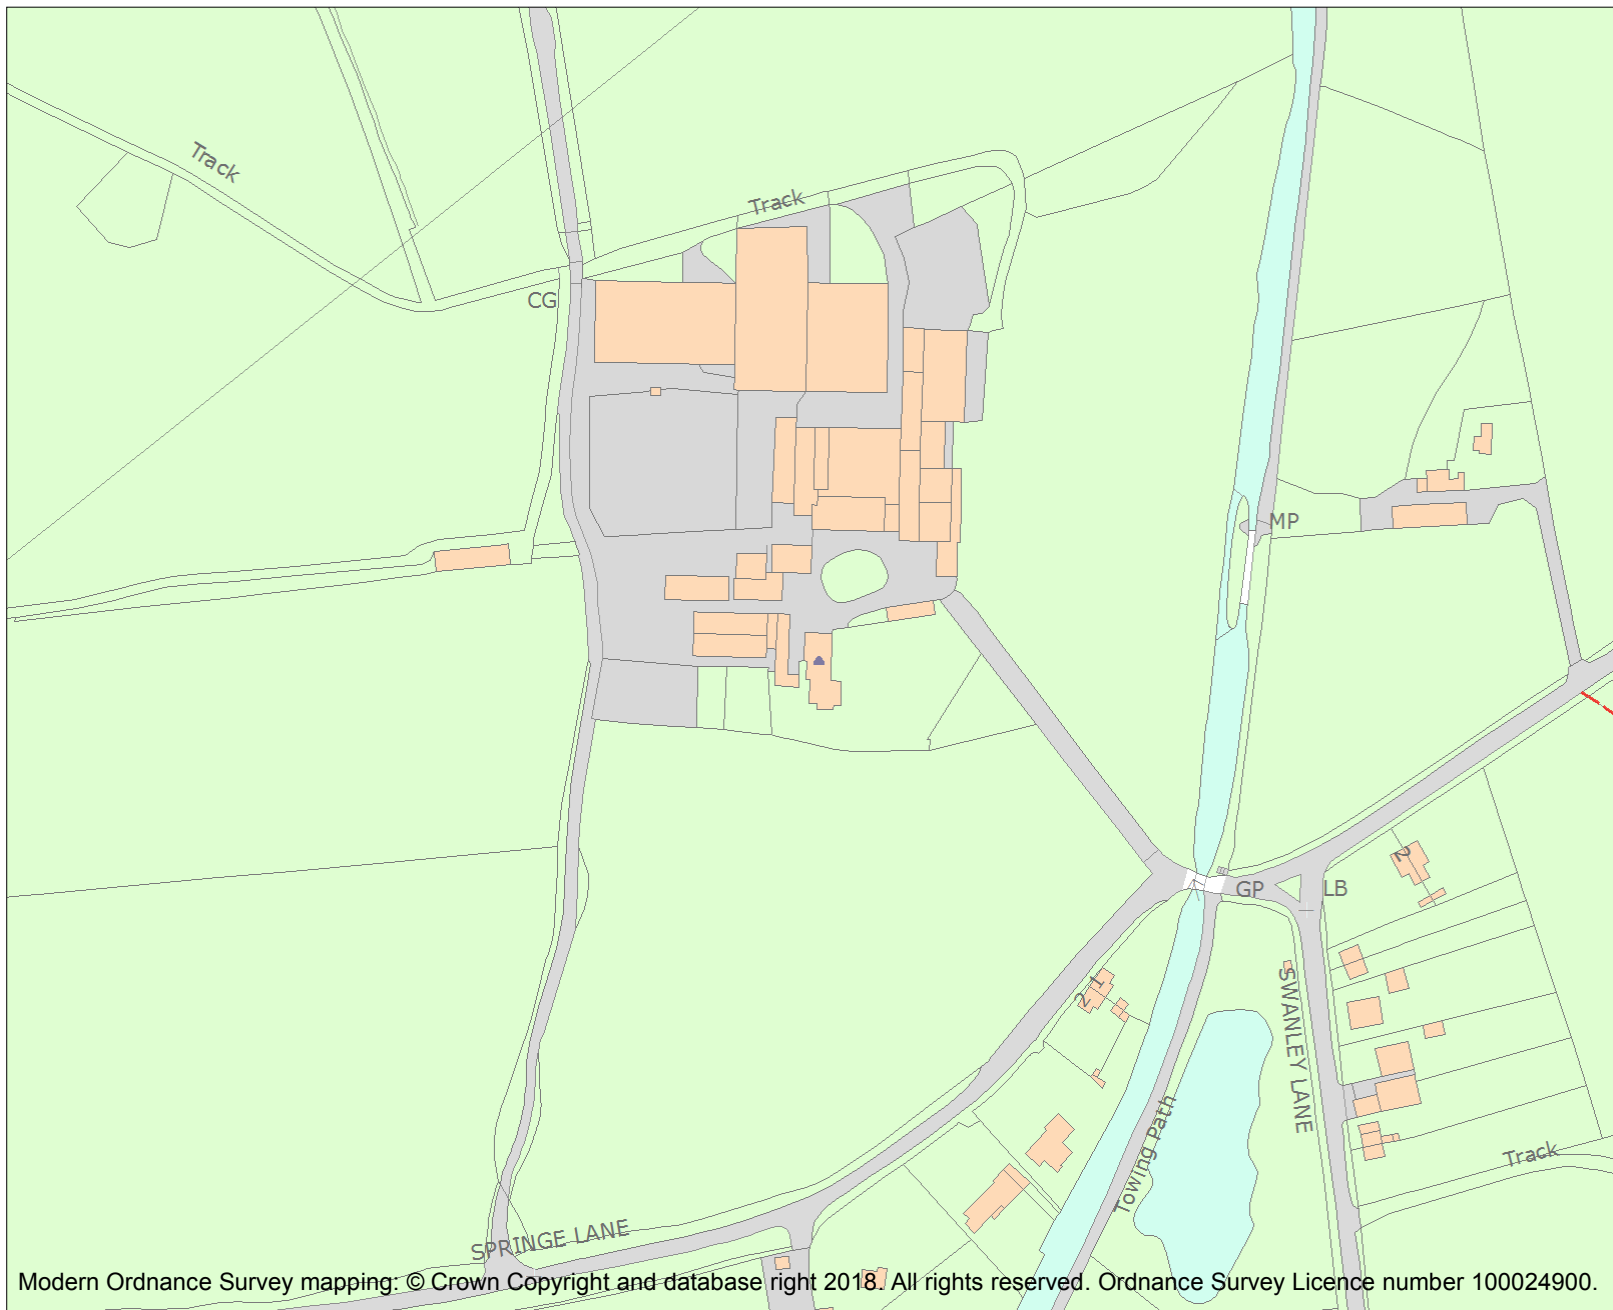 Track
Track
CG
MP
2
GP
LB
2 1
SWANLEY LANE
Towing Path
Track
SPRINGE LANE
Modern Ordnance Survey mapping: © Crown Copyright and database right 2018. All rights reserved. Ordnance Survey Licence number 100024900.